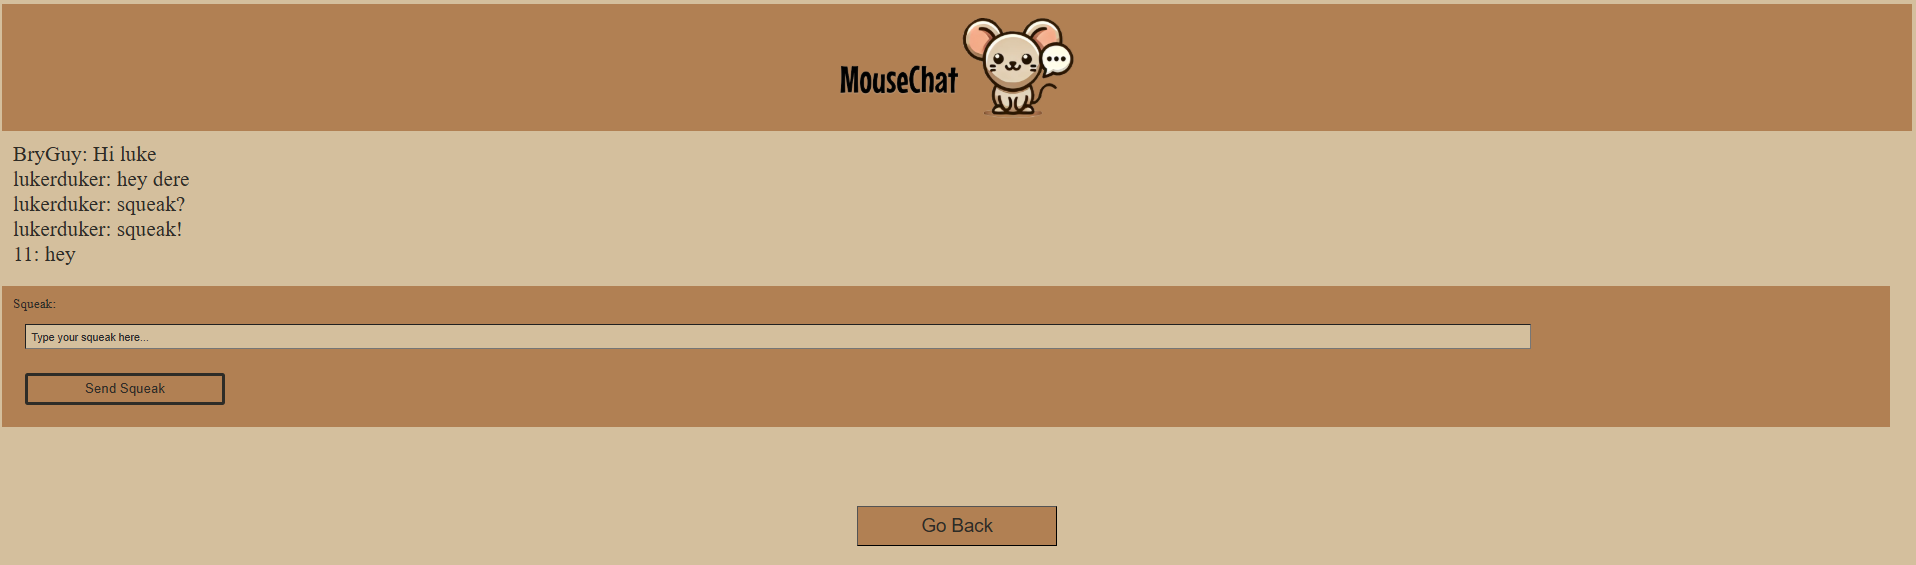 MouseChat
BryGuy: Hi luke
lukerduker: hey dere
lukerduker: squeak?
lukerduker: squeak!
11: hey
Squeak:
Type your squeak here...
Send Squeak
Go Back